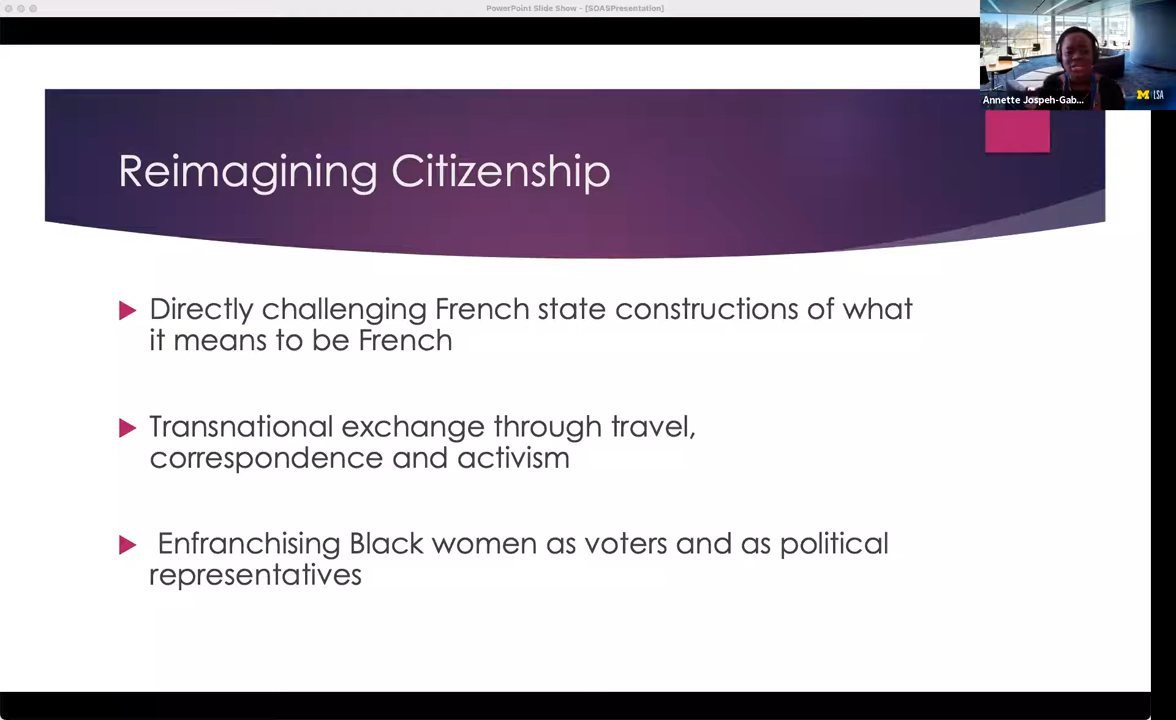 PowerPoint Slide Show - [SOASPresentation]
Annette Jospeh-Gab...
M LSA
Reimagining Citizenship
Directly challenging French state constructions of what
it means to be French
Transnational exchange through travel,
correspondence and activism
Enfranchising Black women as voters and as political
representatives